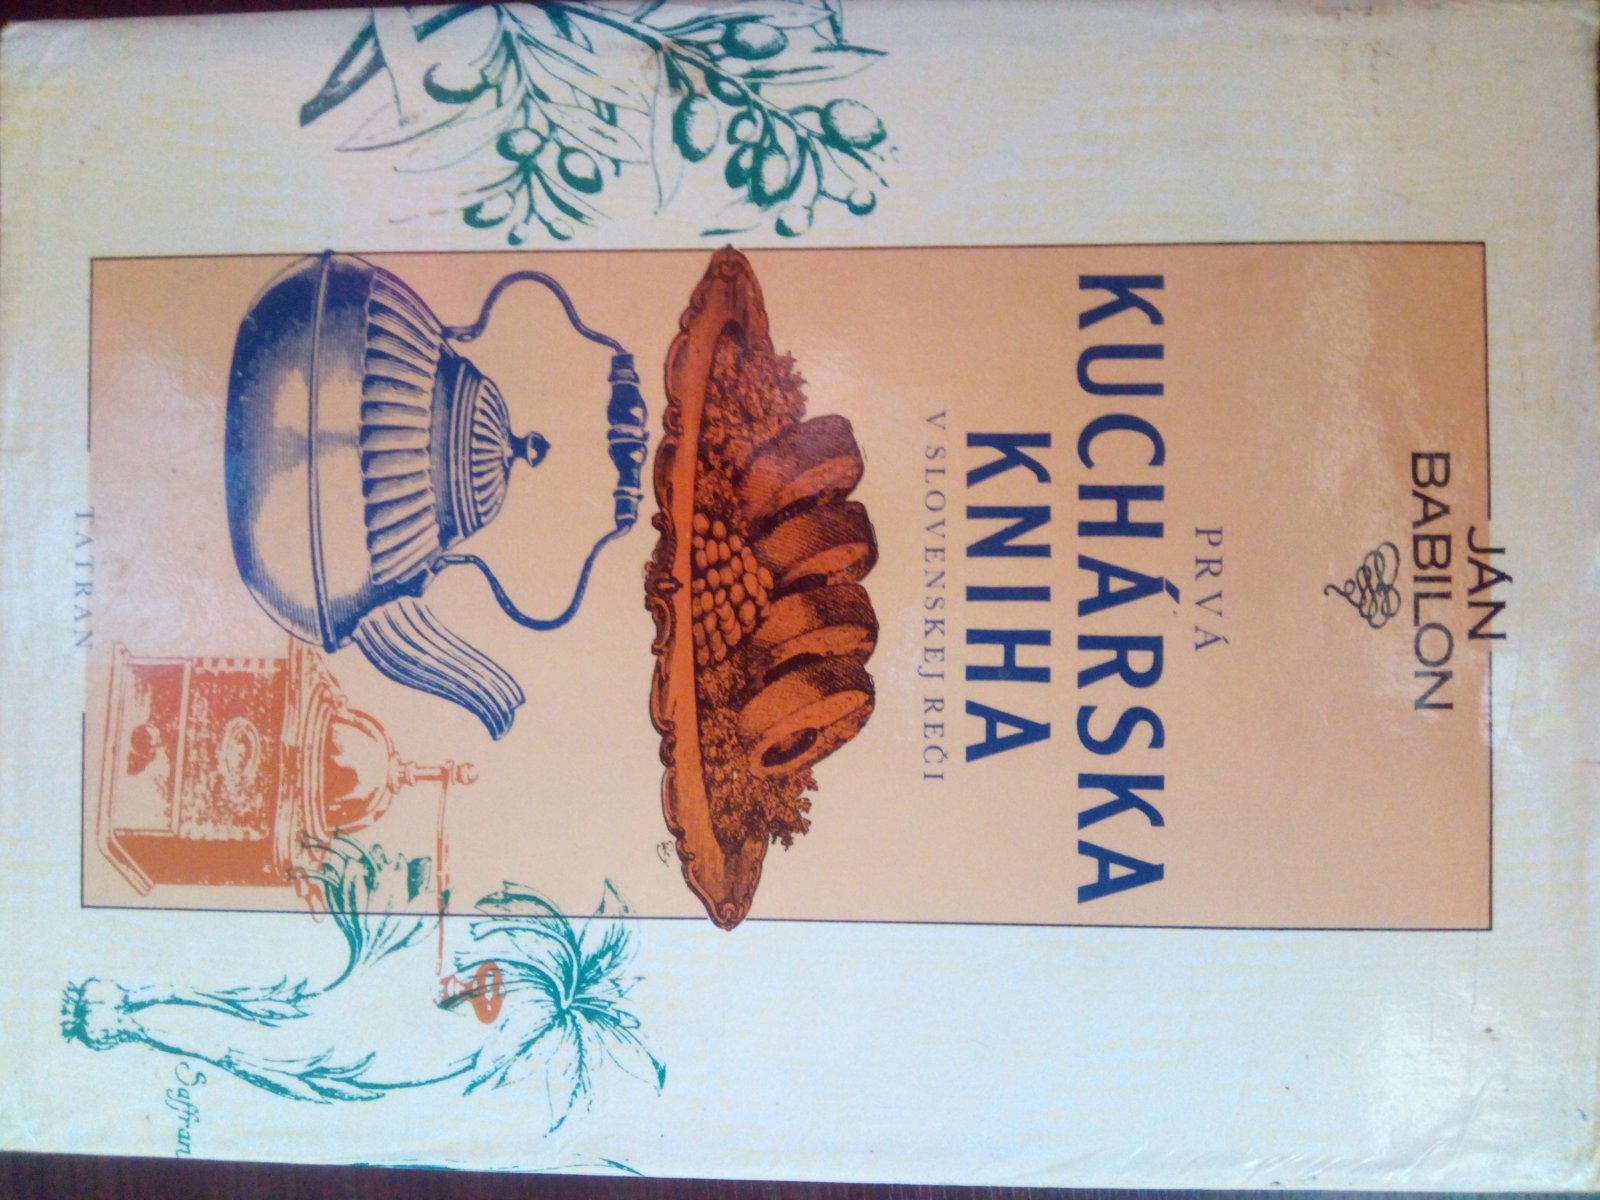 JÁN
BABILON
PRVÁ
KUCHÁRSKA
KNIHA
V SLOVENSKEJ REČI
TATRAN
Saffran